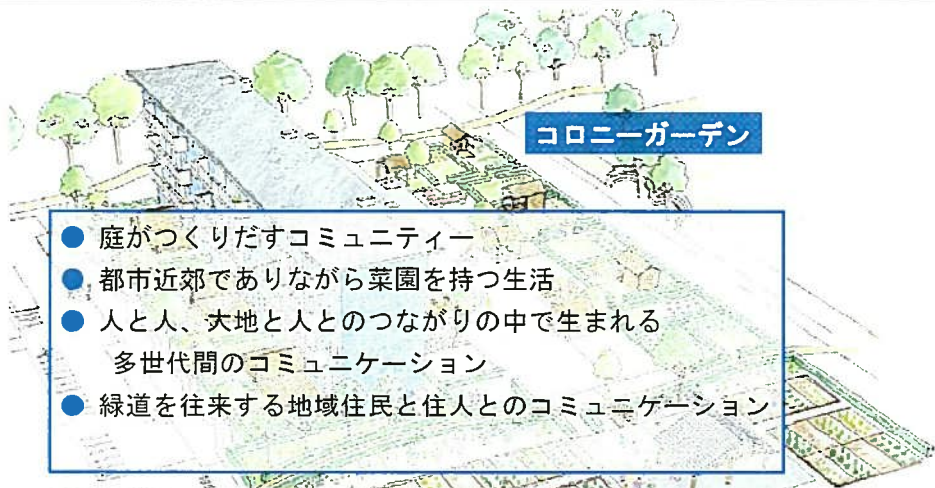 コロニーガーデン
● 庭がつくりだすコミュニティー
● 都市近郊でありながら菜園を持つ生活
● 人と人、大地と人とのつながりの中で生まれる
多世代間のコミュニケーション
● 緑道を往来する地域住民と住人とのコミュニケーション